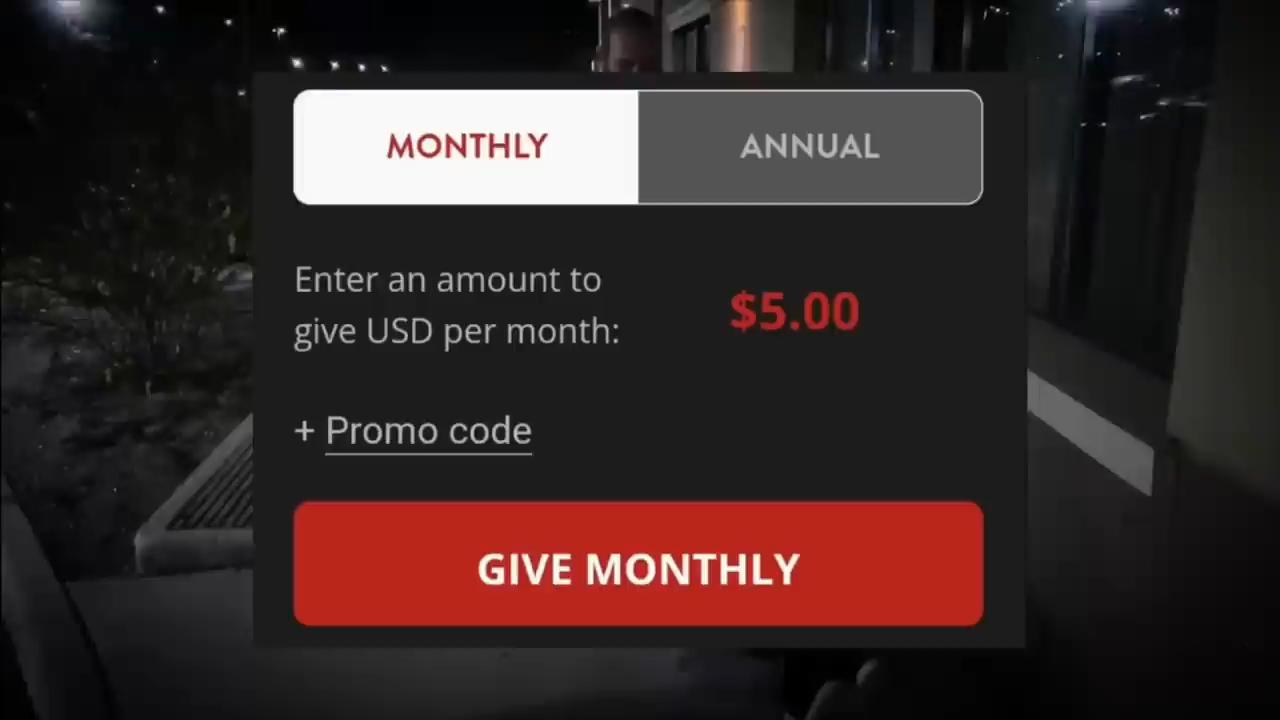 MONTHLY
ANNUAL
Enter an amount to
give USD per month:
$5.00
+ Promo code
GIVE MONTHLY